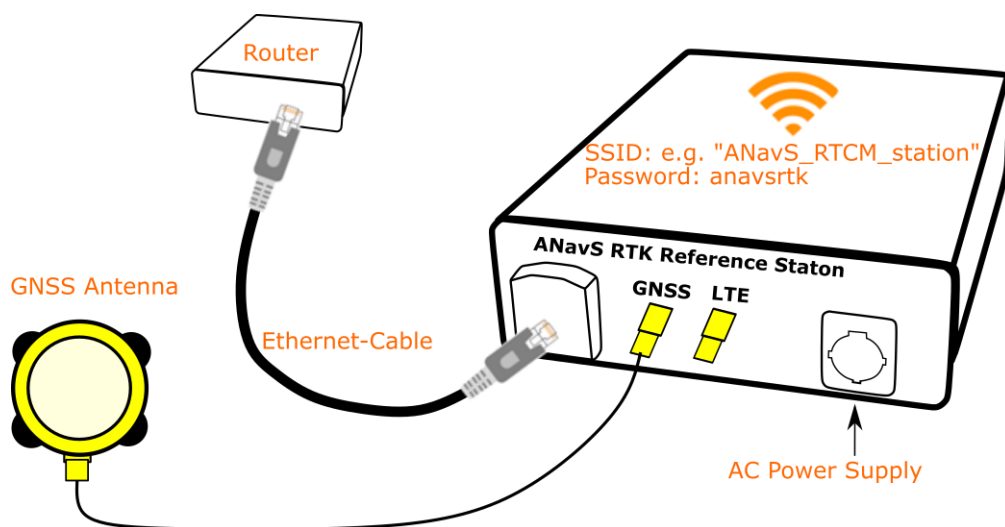 Router
SSID: e.g. "ANavS_RTCM_station"
Password: anavsrtk
ANavS RTK Reference Staton
GNSS Antenna
GNSS
LTE
Ethernet-Cable
AC Power Supply